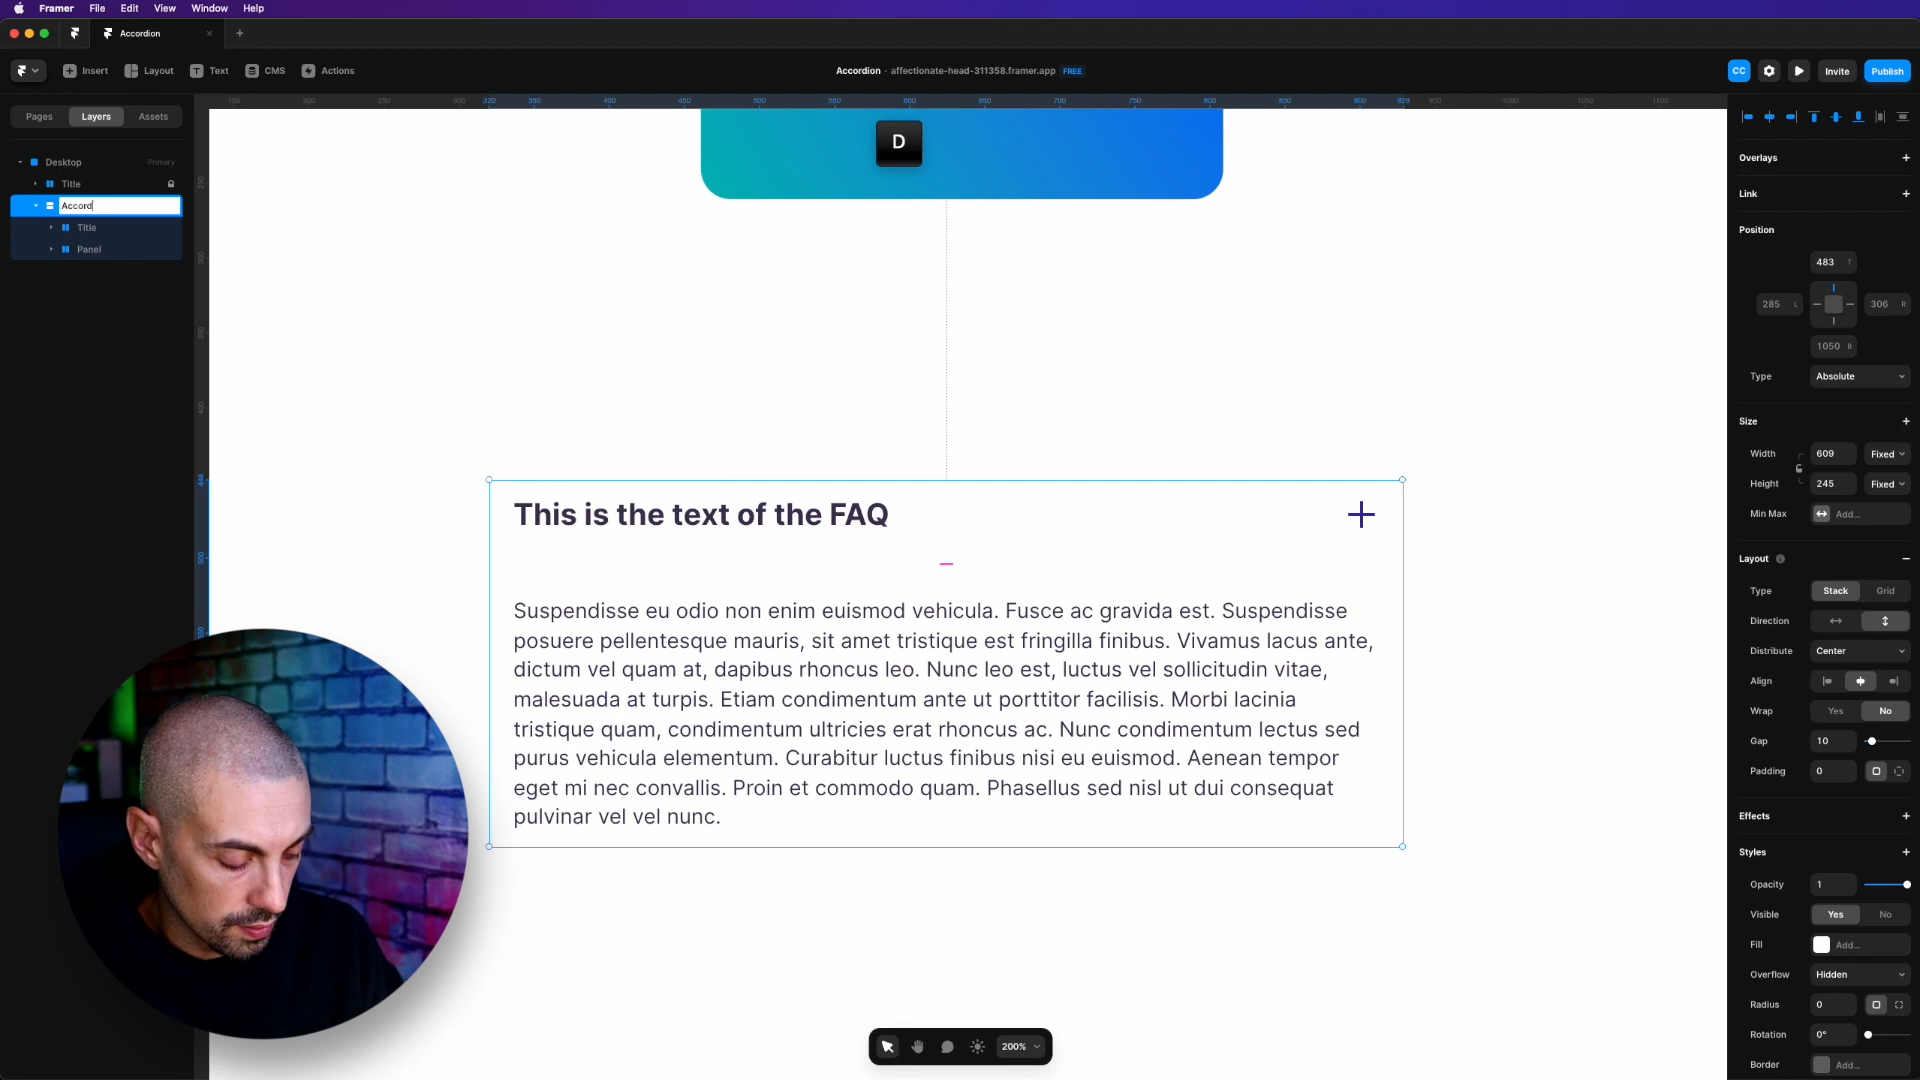 Framer File Edit View Window Help
Accordion
Insert Layout Text CMS Actions
Accordion · affectionate-head-311358.framer.app FREE
CC Invite Publish
Pages Layers Assets
Desktop Primary
Title
Accord
Title
Panel
D
This is the text of the FAQ
Suspendisse eu odio non enim euismod vehicula. Fusce ac gravida est. Suspendisse
posuere pellentesque mauris, sit amet tristique est fringilla finibus. Vivamus lacus ante,
dictum vel quam at, dapibus rhoncus leo. Nunc leo est, luctus vel sollicitudin vitae,
malesuada at turpis. Etiam condimentum ante ut porttitor facilisis. Morbi lacinia
tristique quam, condimentum ultricies erat rhoncus ac. Nunc condimentum lectus sed
purus vehicula elementum. Curabitur luctus finibus nisi eu euismod. Aenean tempor
eget mi nec convallis. Proin et commodo quam. Phasellus sed nisl ut dui consequat
pulvinar vel vel nunc.
200%
Overlays
Link
Position
483 T
285 L 306 R
1050 B
Type Absolute
Size
Width 609 Fixed
Height 245 Fixed
Min Max Add...
Layout
Type Stack Grid
Direction
Distribute Center
Align
Wrap Yes No
Gap 10
Padding 0
Effects
Styles
Opacity 1
Visible Yes No
Fill Add...
Overflow Hidden
Radius 0
Rotation 0°
Border Add...